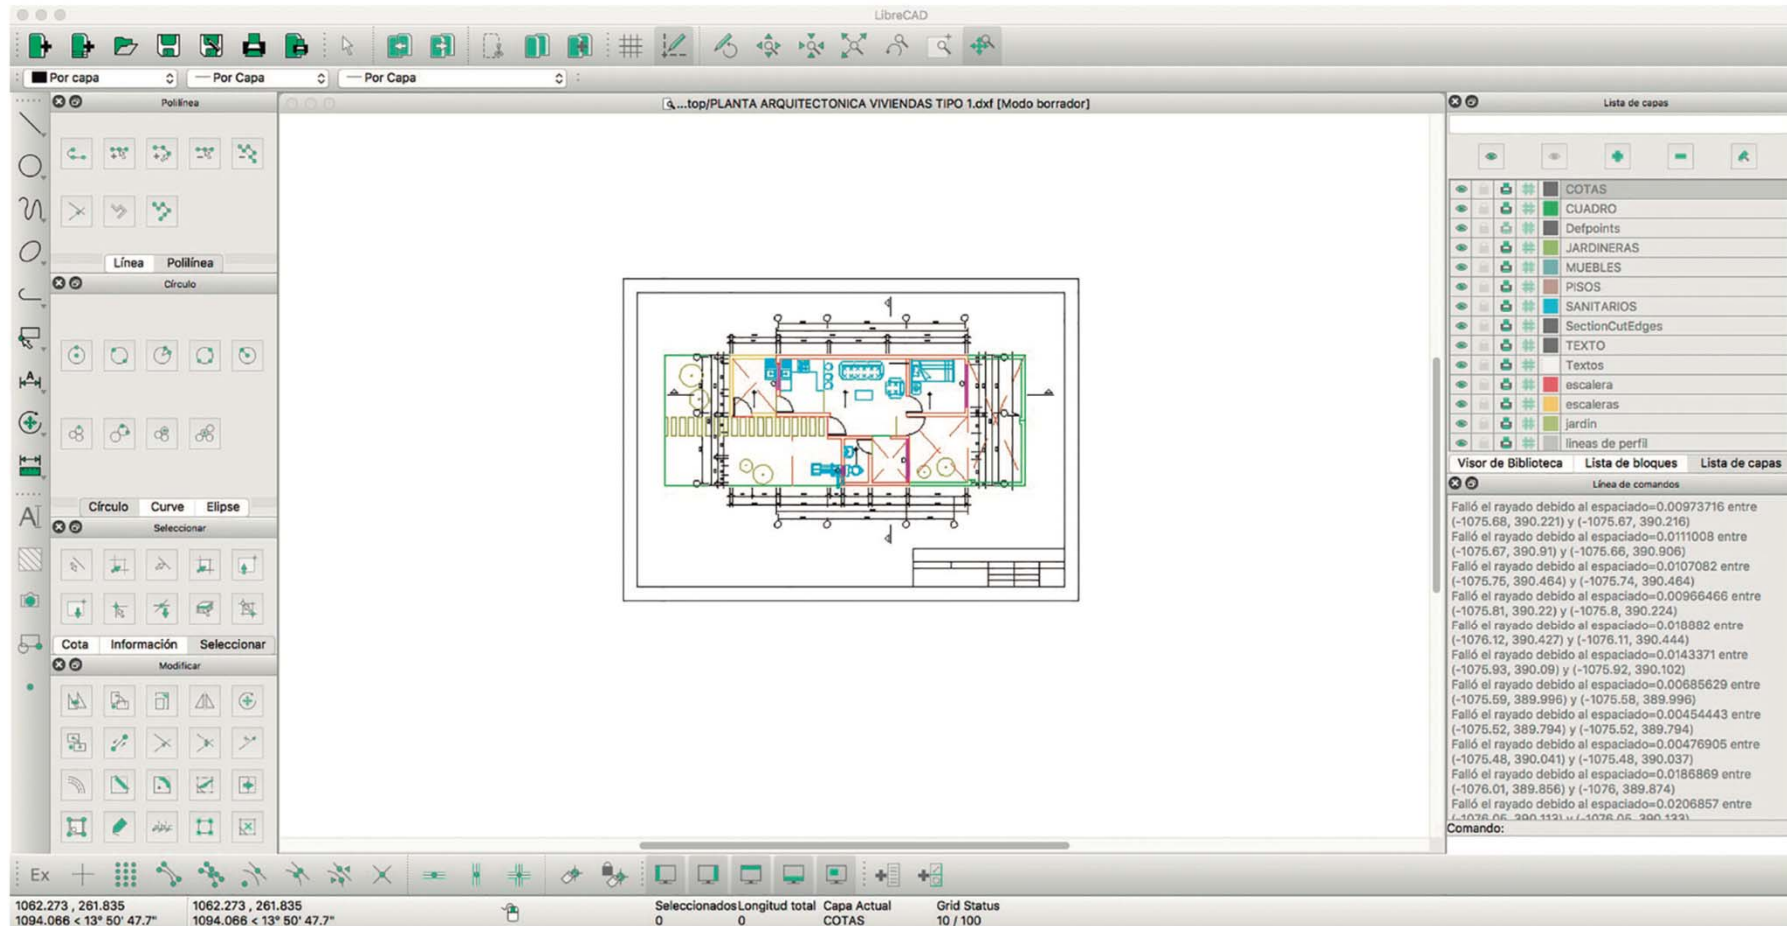 LibreCAD
Por capa
Por Capa
Por Capa
Polilínea
Línea Polilínea
Círculo
Círculo Curve Elipse
Seleccionar
Cota Información Seleccionar
Modificar
...top/PLANTA ARQUITECTONICA VIVIENDAS TIPO 1.dxf [Modo borrador]
Lista de capas
COTAS
CUADRO
Defpoints
JARDINERAS
MUEBLES
PISOS
SANITARIOS
SectionCutEdges
TEXTO
Textos
escalera
escaleras
jardin
lineas de perfil
Visor de Biblioteca Lista de bloques Lista de capas
Línea de comandos
Falló el rayado debido al espaciado=0.00973716 entre
(-1075.68, 390.221) y (-1075.67, 390.216)
Falló el rayado debido al espaciado=0.0111008 entre
(-1075.67, 390.91) y (-1075.66, 390.906)
Falló el rayado debido al espaciado=0.0107082 entre
(-1075.75, 390.464) y (-1075.74, 390.464)
Falló el rayado debido al espaciado=0.00966466 entre
(-1075.81, 390.22) y (-1075.8, 390.224)
Falló el rayado debido al espaciado=0.018882 entre
(-1076.12, 390.427) y (-1076.11, 390.444)
Falló el rayado debido al espaciado=0.0143371 entre
(-1075.93, 390.09) y (-1075.92, 390.102)
Falló el rayado debido al espaciado=0.00685629 entre
(-1075.59, 389.996) y (-1075.58, 389.996)
Falló el rayado debido al espaciado=0.00454443 entre
(-1075.52, 389.794) y (-1075.52, 389.794)
Falló el rayado debido al espaciado=0.00476905 entre
(-1075.48, 390.041) y (-1075.48, 390.037)
Falló el rayado debido al espaciado=0.0186869 entre
(-1076.01, 389.856) y (-1076, 389.874)
Falló el rayado debido al espaciado=0.0206857 entre
(-1076.05, 390.113) y (-1076.05, 390.133)
Comando:
Ex
1062.273 , 261.835
1094.066 < 13° 50' 47.7"
1062.273 , 261.835
1094.066 < 13° 50' 47.7"
Seleccionados Longitud total Capa Actual Grid Status
0 0 COTAS 10 / 100